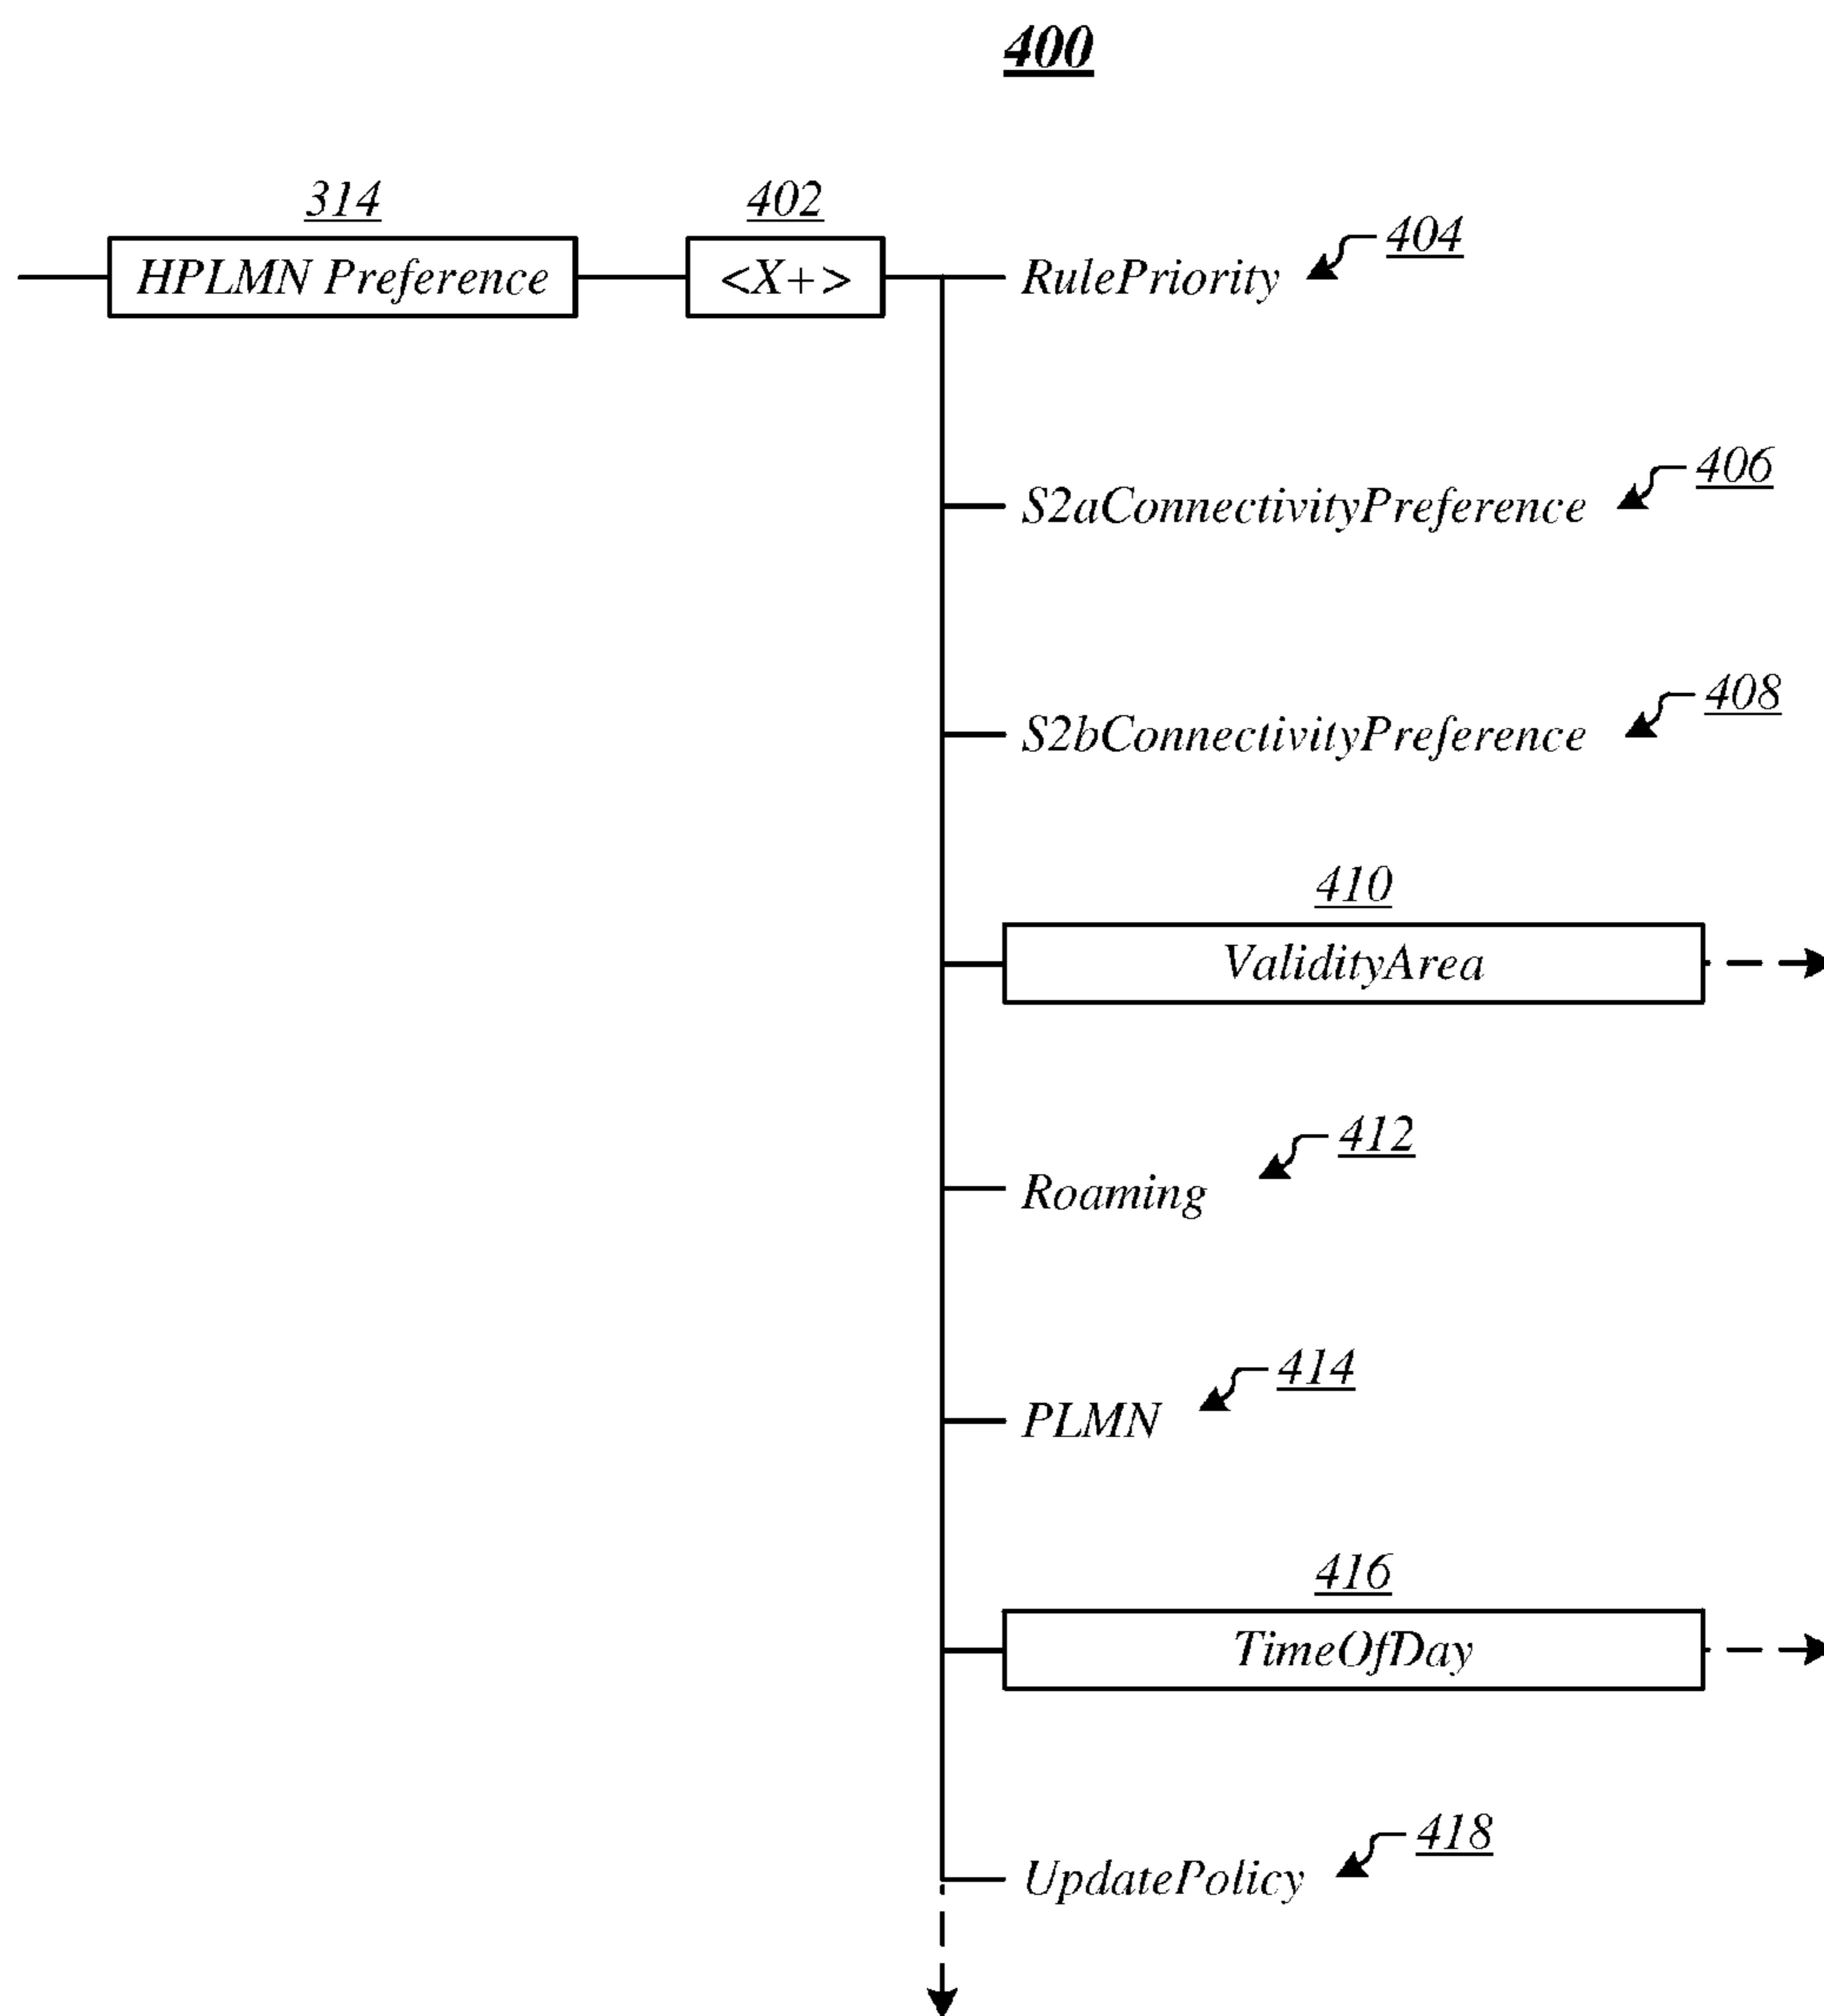 400
314
402
HPLMN Preference
<X+>
RulePriority
404
S2aConnectivityPreference
406
S2bConnectivityPreference
408
410
ValidityArea
Roaming
412
PLMN
414
416
TimeOfDay
UpdatePolicy
418